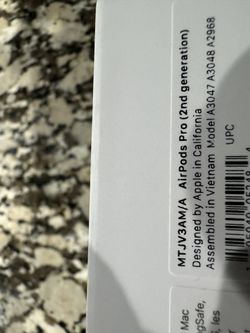 MTJV3AM/A AirPods Pro (2nd generation)
Designed by Apple in California
Assembled in Vietnam Model A3047 A3048 A2968
UPC
Mac